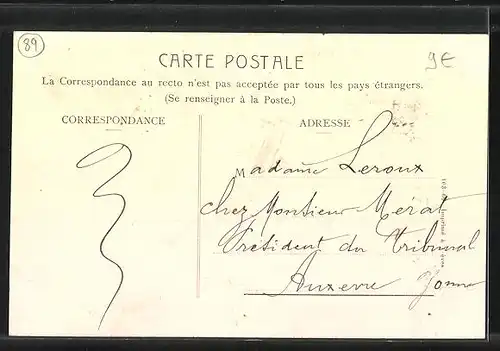 89
9€
CARTE POSTALE
La Correspondance au recto n'est pas acceptée par tous les pays étrangers.
(Se renseigner à la Poste.)
CORRESPONDANCE
ADRESSE
Madame Leroux
chez Monsieur Mérat
Président du Tribunal
Auxerre Yonne